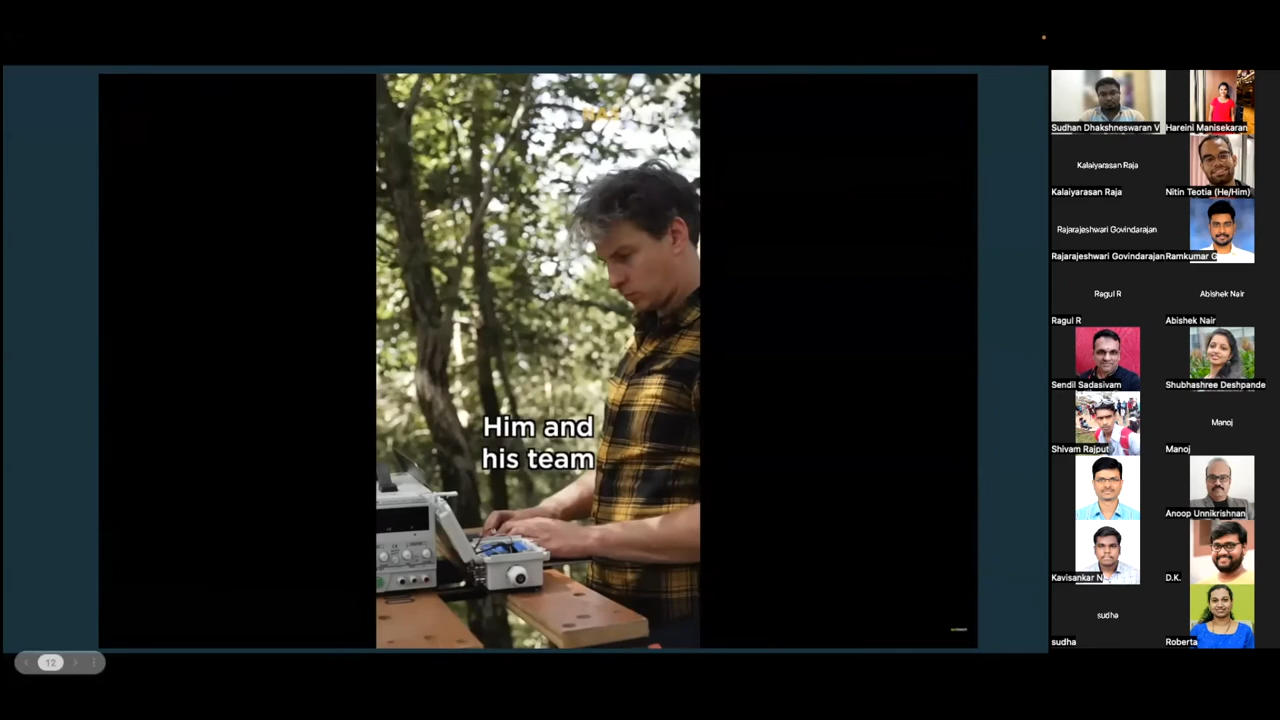 Him and
his team
12
Sudhan Dhakshneswaran V
Hareini Manisekaran
Kalaiyarasan Raja
Kalaiyarasan Raja
Nitin Teotia (He/Him)
Rajarajeshwari Govindarajan
Rajarajeshwari Govindarajan
Ramkumar G
Ragul R
Abishek Nair
Ragul R
Abishek Nair
Sendil Sadasivam
Shubhashree Deshpande
Manoj
Shivam Rajput
Manoj
Anoop Unnikrishnan
Kavisankar N
D.K.
sudha
sudha
Roberta